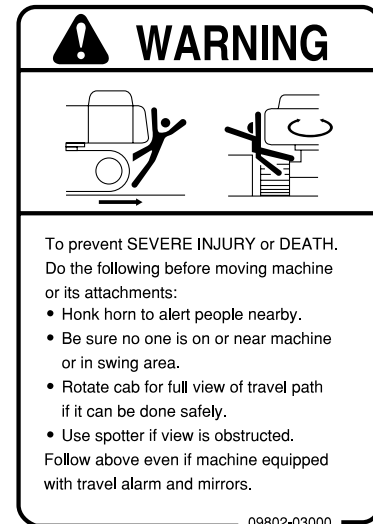 WARNING
To prevent SEVERE INJURY or DEATH.
Do the following before moving machine
or its attachments:
• Honk horn to alert people nearby.
• Be sure no one is on or near machine
or in swing area.
• Rotate cab for full view of travel path
if it can be done safely.
• Use spotter if view is obstructed.
Follow above even if machine equipped
with travel alarm and mirrors.
09802-03000